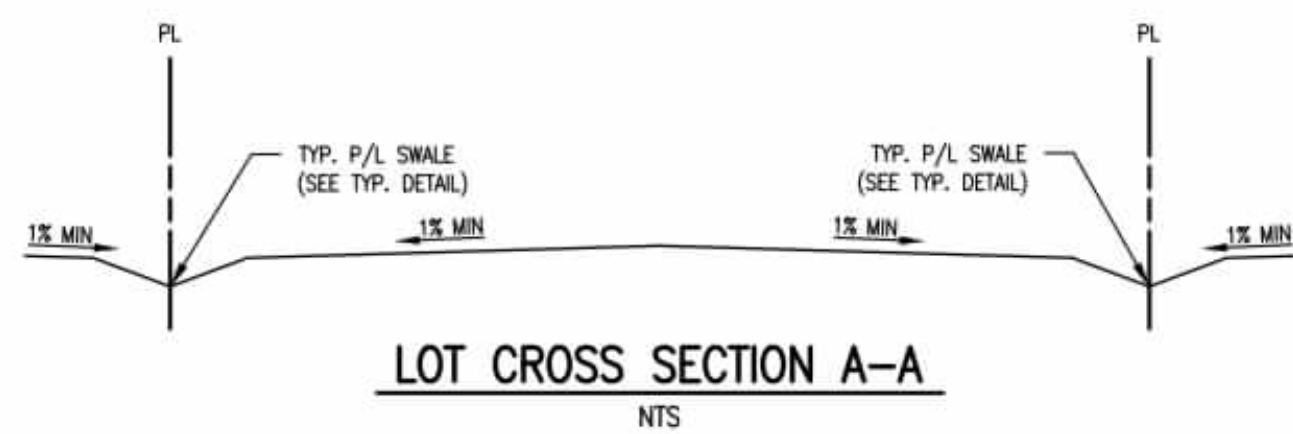 PL
PL
TYP. P/L SWALE
(SEE TYP. DETAIL)
TYP. P/L SWALE
(SEE TYP. DETAIL)
1% MIN
1% MIN
1% MIN
1% MIN
LOT CROSS SECTION A-A
NTS